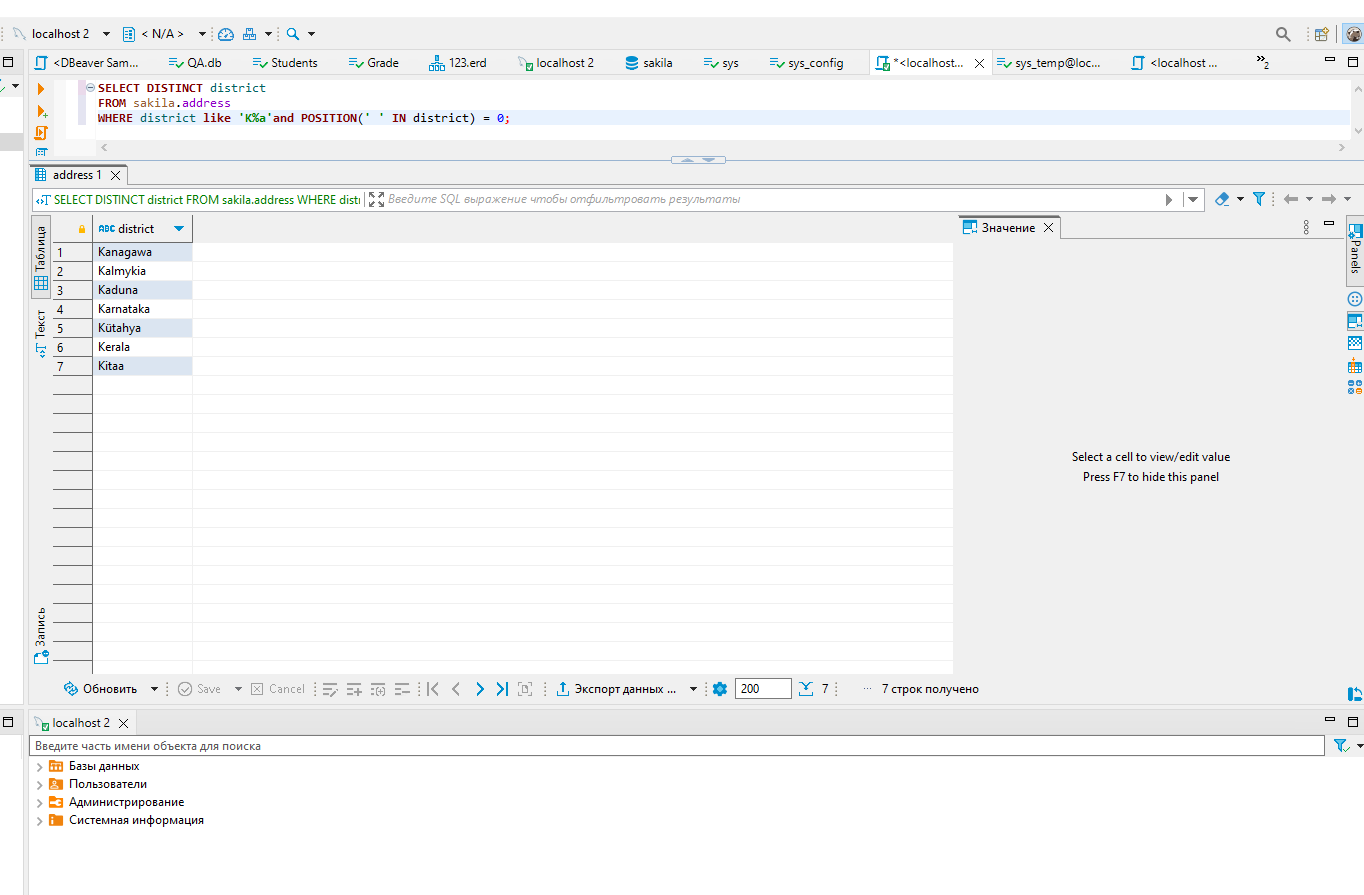 localhost 2 < N/A >
<DBeaver Sam... QA.db Students Grade 123.erd localhost 2 sakila sys sys_config *<localhost... sys_temp@loc... <localhost ... »2
SELECT DISTINCT district
FROM sakila.address
WHERE district like 'K%a'and POSITION(' ' IN district) = 0;
address 1
SELECT DISTINCT district FROM sakila.address WHERE distr
Введите SQL выражение чтобы отфильтровать результаты
Таблица
Текст
Запись
ABC district
1 Kanagawa
2 Kalmykia
3 Kaduna
4 Karnataka
5 Kütahya
6 Kerala
7 Kitaa
Значение
Panels
Select a cell to view/edit value
Press F7 to hide this panel
Обновить Save Cancel Экспорт данных ... 200 7 ··· 7 строк получено
localhost 2
Введите часть имени объекта для поиска
Базы данных
Пользователи
Администрирование
Системная информация